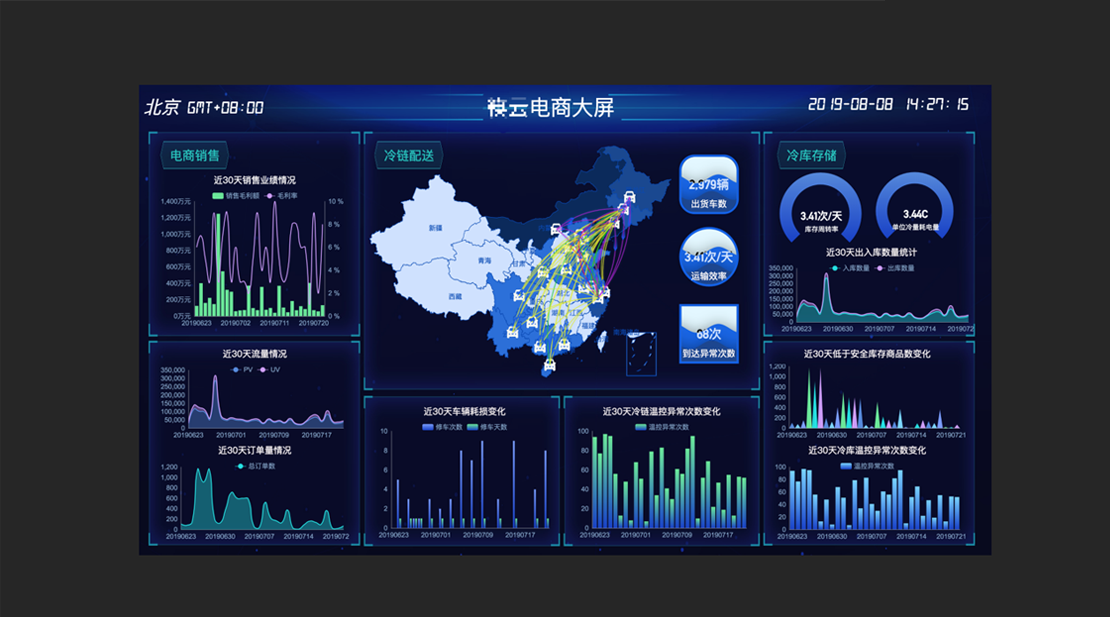 北京 GMT+08:00
云电商大屏
2019-08-08 14:27:15
电商销售
近30天销售业绩情况
销售毛利额 毛利率
1,400万元
1,200万元
1,000万元
800万元
600万元
400万元
200万元
0万元
10 %
8 %
6 %
4 %
2 %
0 %
20190623 20190702 20190711 20190720
近30天流量情况
PV UV
350,000
300,000
250,000
200,000
150,000
100,000
50,000
0
20190623 20190701 20190709 20190717
近30天订单量情况
总订单数
1,200
1,000
800
600
400
200
0
20190623 20190630 20190707 20190714 2019072
冷链配送
新疆
西藏
青海
甘肃
湖北
湖南
江西
福建
2,979辆
出货车数
3.41次/天
运输效率
68次
到达异常次数
近30天车辆耗损变化
修车次数 修车天数
10
8
6
4
2
0
20190623 20190701 20190709 20190717
近30天冷链温控异常次数变化
温控异常次数
100
80
60
40
20
0
20190623 20190701 20190709 20190717
冷库存储
3.41次/天
库存周转率
3.44C
单位冷量耗电量
近30天出入库数量统计
入库数量 出库数量
350,000
300,000
250,000
200,000
150,000
100,000
50,000
0
20190623 20190630 20190707 20190714 2019072
近30天低于安全库存商品数变化
1,200
1,000
800
600
400
200
0
20190623 20190630 20190707 20190714 20190721
近30天冷库温控异常次数变化
温控异常次数
100
80
60
40
20
0
20190623 20190630 20190707 20190714 20190721